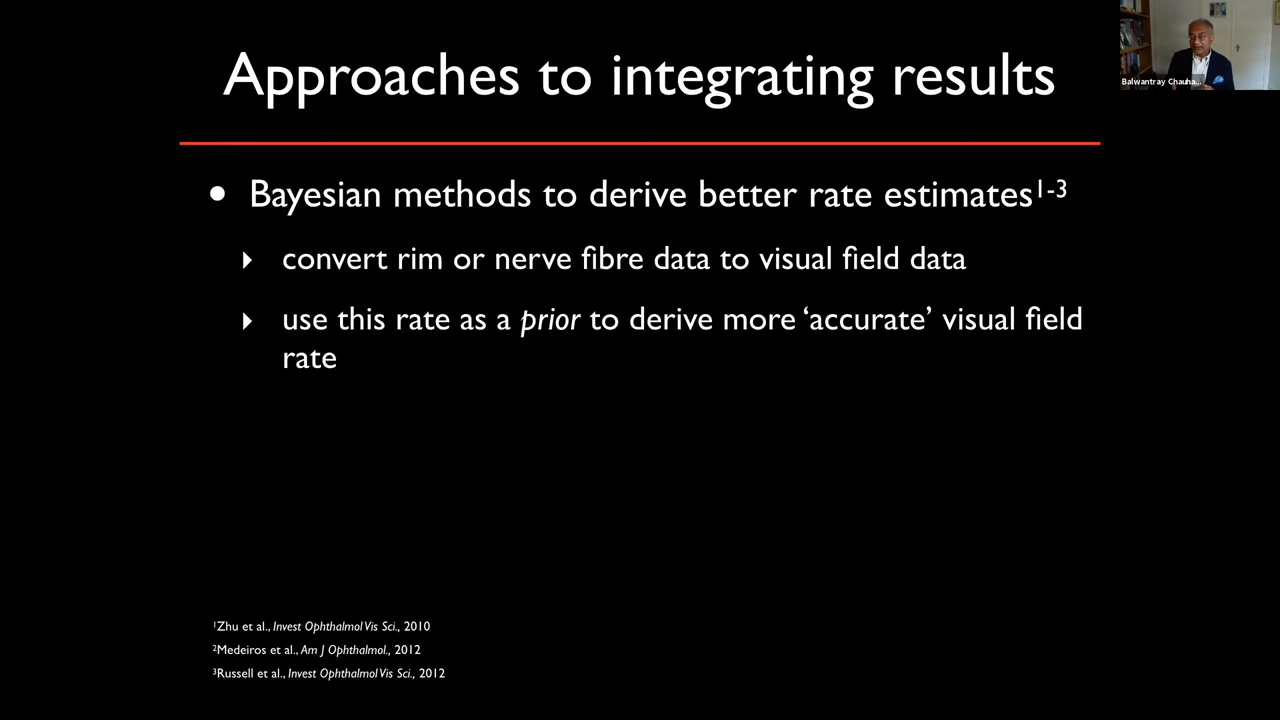 Approaches to integrating results
Balwantray Chauha...
• Bayesian methods to derive better rate estimates¹⁻³
‣ convert rim or nerve fibre data to visual field data
‣ use this rate as a prior to derive more ‘accurate’ visual field
rate
¹Zhu et al., Invest Ophthalmol Vis Sci., 2010
²Medeiros et al., Am J Ophthalmol., 2012
³Russell et al., Invest Ophthalmol Vis Sci., 2012